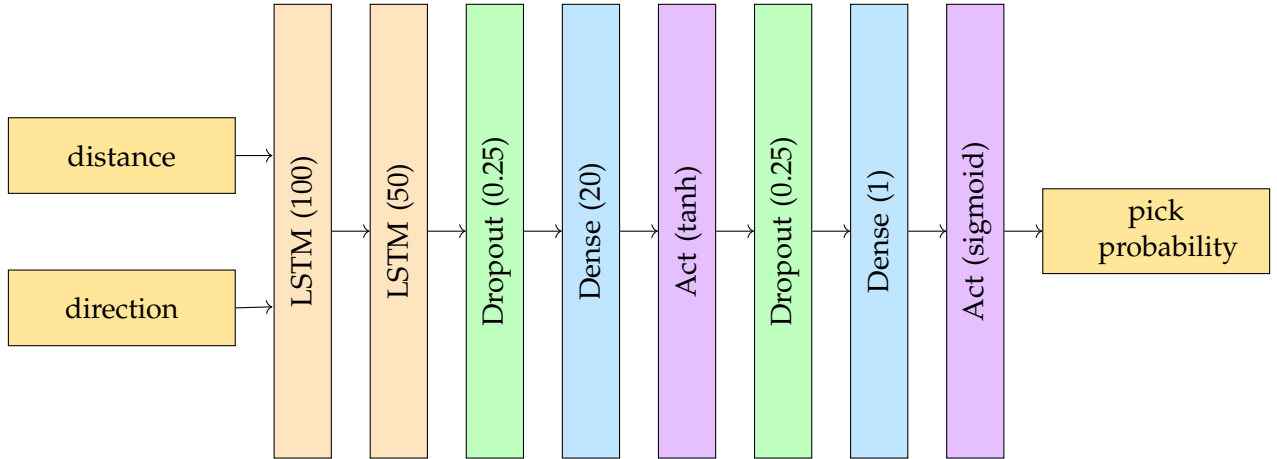 distance
direction
LSTM (100)
LSTM (50)
Dropout (0.25)
Dense (20)
Act (tanh)
Dropout (0.25)
Dense (1)
Act (sigmoid)
pick
probability